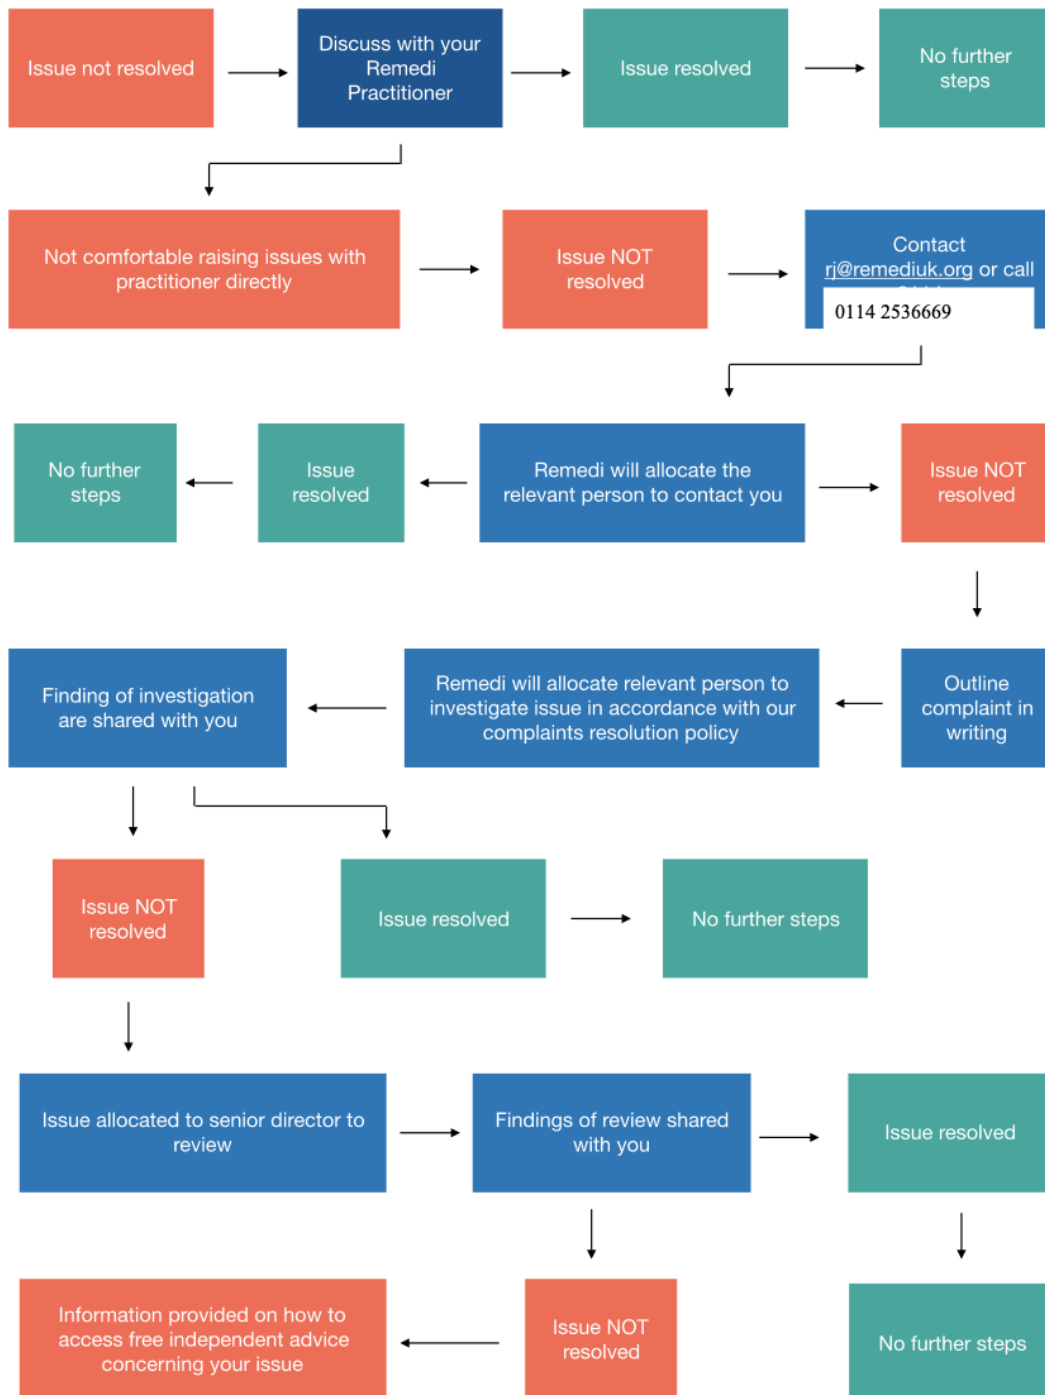 Issue not resolved
Discuss with your
Remedi
Practitioner
Issue resolved
No further
steps
Not comfortable raising issues with
practitioner directly
Issue NOT
resolved
Contact
rj@remediuk.org or call
0114 2536669
No further
steps
Issue
resolved
Remedi will allocate the
relevant person to contact you
Issue NOT
resolved
Finding of investigation
are shared with you
Remedi will allocate relevant person to
investigate issue in accordance with our
complaints resolution policy
Outline
complaint in
writing
Issue NOT
resolved
Issue resolved
No further steps
Issue allocated to senior director to
review
Findings of review shared
with you
Issue resolved
Information provided on how to
access free independent advice
concerning your issue
Issue NOT
resolved
No further steps